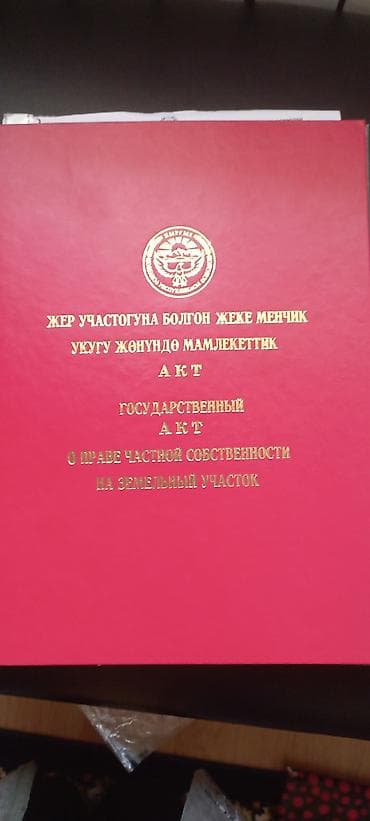 ЖЕР УЧАСТОГУНА БОЛГОН ЖЕКЕ МЕНЧИК
УКУГУ ЖӨНҮНДӨ МАМЛЕКЕТТИК
АКТ
ГОСУДАРСТВЕННЫЙ
АКТ
О ПРАВЕ ЧАСТНОЙ СОБСТВЕННОСТИ
НА ЗЕМЕЛЬНЫЙ УЧАСТОК